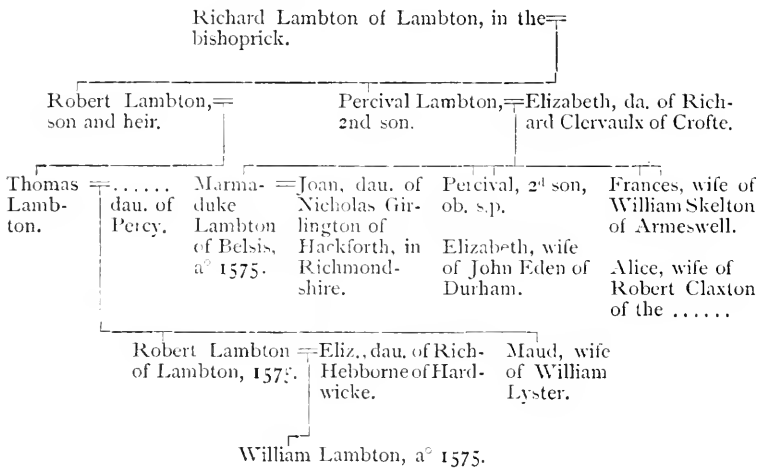 Richard Lambton of Lambton, in the=
bishoprick.
Robert Lambton,=
son and heir.
Percival Lambton,=Elizabeth, da. of Rich-
2nd son.
ard Clervaulx of Crofte.
Thomas =......
Lamb-
ton.
dau. of
Percy.
Marma-
duke
Lambton
of Belsis,
a° 1575.
=Joan, dau. of
Nicholas Gir-
lington of
Hackforth, in
Richmond-
shire.
Percival, 2d son,
ob. s.p.
Elizabeth, wife
of John Eden of
Durham.
Frances, wife of
William Skelton
of Armeswell.
Alice, wife of
Robert Claxton
of the ......
Robert Lambton
of Lambton, 1575.
=Eliz., dau. of Rich-
Hebborne of Hard-
wicke.
Maud, wife
of William
Lyster.
William Lambton, a° 1575.